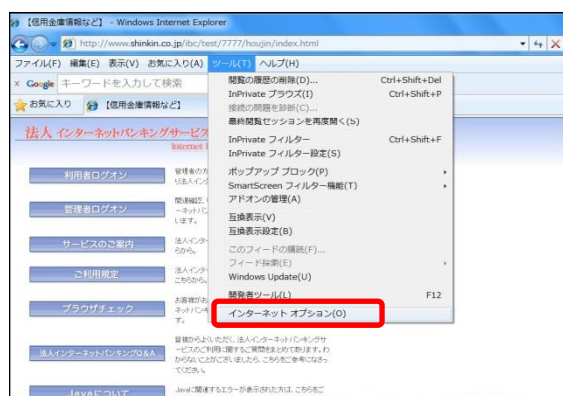 【信用金庫情報など】 - Windows Internet Explorer
http://www.shinkin.co.jp/ibc/test/7777/houjin/index.html
ファイル(F) 編集(E) 表示(V) お気に入り(A) ツール(T) ヘルプ(H)
x Google キーワードを入力して検索
お気に入り 【信用金庫情報など】
法人 インターネットバンキングサービス
Internet
利用者ログオン
管理者ログオン
サービスのご案内
ご利用規定
ブラウザチェック
法人インターネットバンキングQ&A
Javaについて
閲覧の履歴の削除(D)... Ctrl+Shift+Del
InPrivate ブラウズ(I) Ctrl+Shift+P
接続の問題を診断(C)...
最終閲覧セッションを再度開く(S)
InPrivate フィルター Ctrl+Shift+F
InPrivate フィルター設定(S)
ポップアップ ブロック(P)
SmartScreen フィルター機能(T)
アドオンの管理(A)
互換表示(V)
互換表示設定(B)
このフィードの購読(F)...
フィード探索(E)
Windows Update(U)
開発者ツール(L) F12
インターネット オプション(O)
皆様からよくいただく、法人インターネットバンキングサ
ービスのご利用に関するご質問をまとめております。わ
からないことがございましたら、こちらをご参考になさっ
てください。
Javaに関連するエラーが表示された方は、こちらをご